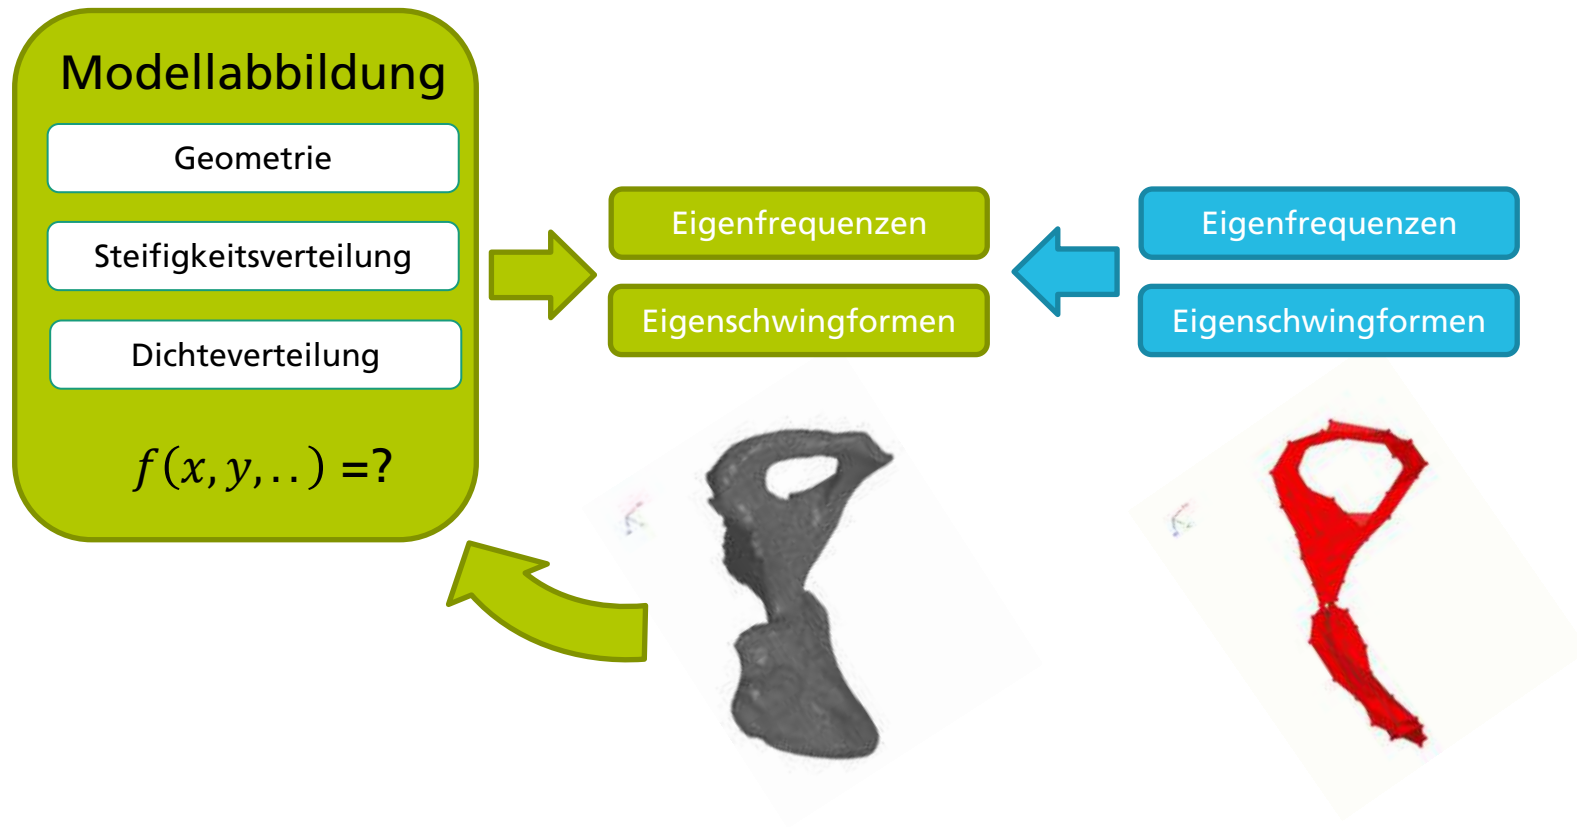 Modellabbildung
Geometrie
Steifigkeitsverteilung
Dichteverteilung
f(x, y, . . ) =?
Eigenfrequenzen
Eigenschwingformen
Eigenfrequenzen
Eigenschwingformen